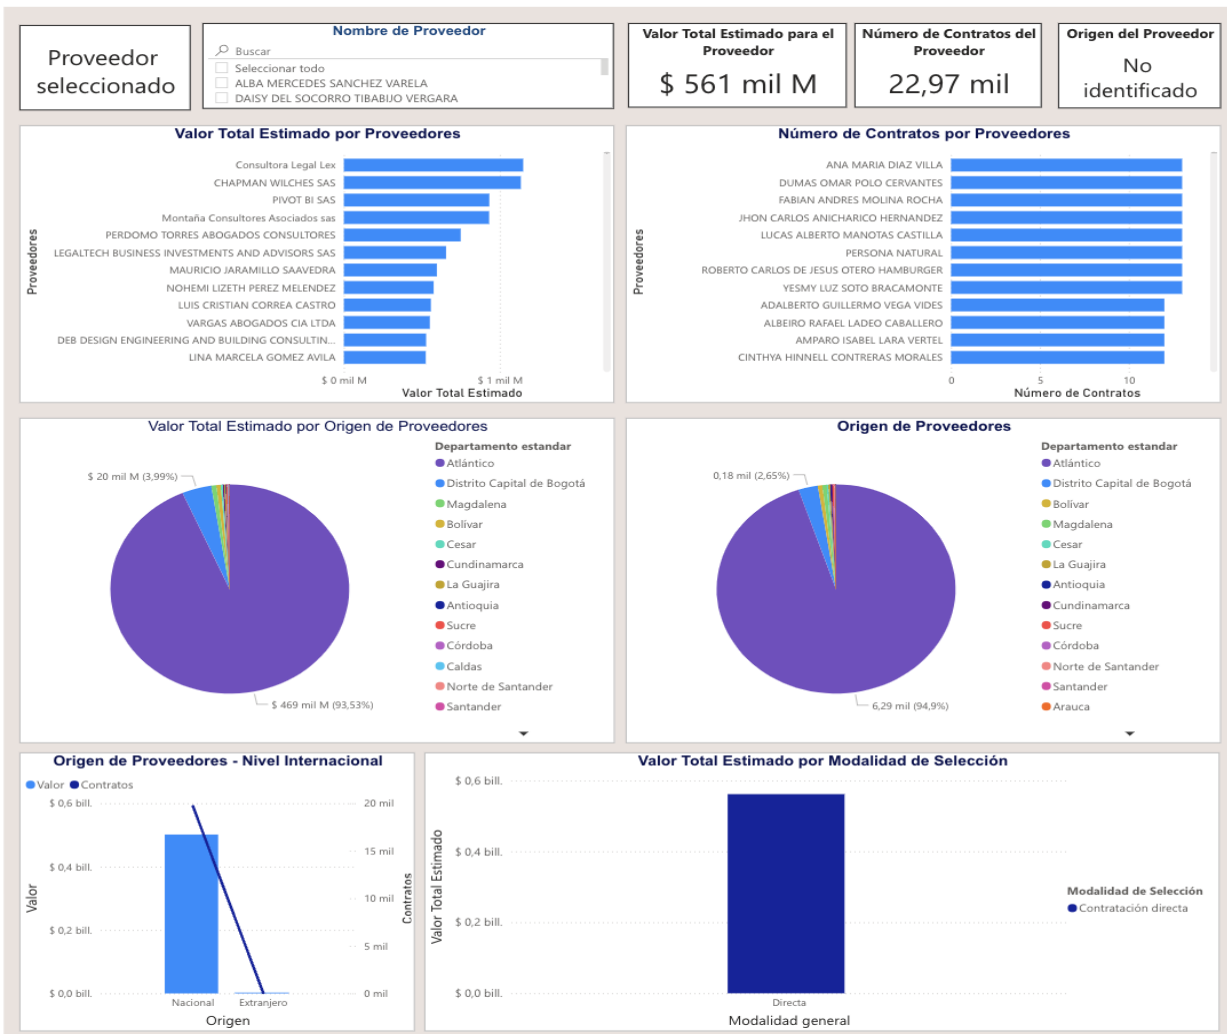 Proveedor
seleccionado
Nombre de Proveedor
Buscar
Seleccionar todo
ALBA MERCEDES SANCHEZ VARELA
DAISY DEL SOCORRO TIBABIJO VERGARA
Valor Total Estimado para el
Proveedor
$ 561 mil M
Número de Contratos del
Proveedor
22,97 mil
Origen del Proveedor
No
identificado
Valor Total Estimado por Proveedores
Proveedores
Consultora Legal Lex
CHAPMAN WILCHES SAS
PIVOT BI SAS
Montaña Consultores Asociados sas
PERDOMO TORRES ABOGADOS CONSULTORES
LEGALTECH BUSINESS INVESTMENTS AND ADVISORS SAS
MAURICIO JARAMILLO SAAVEDRA
NOHEMI LIZETH PEREZ MELENDEZ
LUIS CRISTIAN CORREA CASTRO
VARGAS ABOGADOS CIA LTDA
DEB DESIGN ENGINEERING AND BUILDING CONSULTIN...
LINA MARCELA GOMEZ AVILA
$ 0 mil M
$ 1 mil M
Valor Total Estimado
Número de Contratos por Proveedores
Proveedores
ANA MARIA DIAZ VILLA
DUMAS OMAR POLO CERVANTES
FABIAN ANDRES MOLINA ROCHA
JHON CARLOS ANICHARICO HERNANDEZ
LUCAS ALBERTO MANOTAS CASTILLA
PERSONA NATURAL
ROBERTO CARLOS DE JESUS OTERO HAMBURGER
YESMY LUZ SOTO BRACAMONTE
ADALBERTO GUILLERMO VEGA VIDES
ALBEIRO RAFAEL LADEO CABALLERO
AMPARO ISABEL LARA VERTEL
CINTHYA HINNELL CONTRERAS MORALES
0
5
10
Número de Contratos
Valor Total Estimado por Origen de Proveedores
$ 20 mil M (3,99%)
$ 469 mil M (93,53%)
Departamento estandar
Atlántico
Distrito Capital de Bogotá
Magdalena
Bolívar
Cesar
Cundinamarca
La Guajira
Antioquia
Sucre
Córdoba
Caldas
Norte de Santander
Santander
Origen de Proveedores
0,18 mil (2,65%)
6,29 mil (94,9%)
Departamento estandar
Atlántico
Distrito Capital de Bogotá
Bolívar
Magdalena
Cesar
La Guajira
Antioquia
Cundinamarca
Sucre
Córdoba
Norte de Santander
Santander
Arauca
Origen de Proveedores - Nivel Internacional
Valor
Contratos
Valor
$ 0,6 bill.
$ 0,4 bill.
$ 0,2 bill.
$ 0,0 bill.
20 mil
15 mil
10 mil
5 mil
0 mil
Contratos
Nacional
Extranjero
Origen
Valor Total Estimado por Modalidad de Selección
Valor Total Estimado
$ 0,6 bill.
$ 0,4 bill.
$ 0,2 bill.
$ 0,0 bill.
Directa
Modalidad general
Modalidad de Selección
Contratación directa